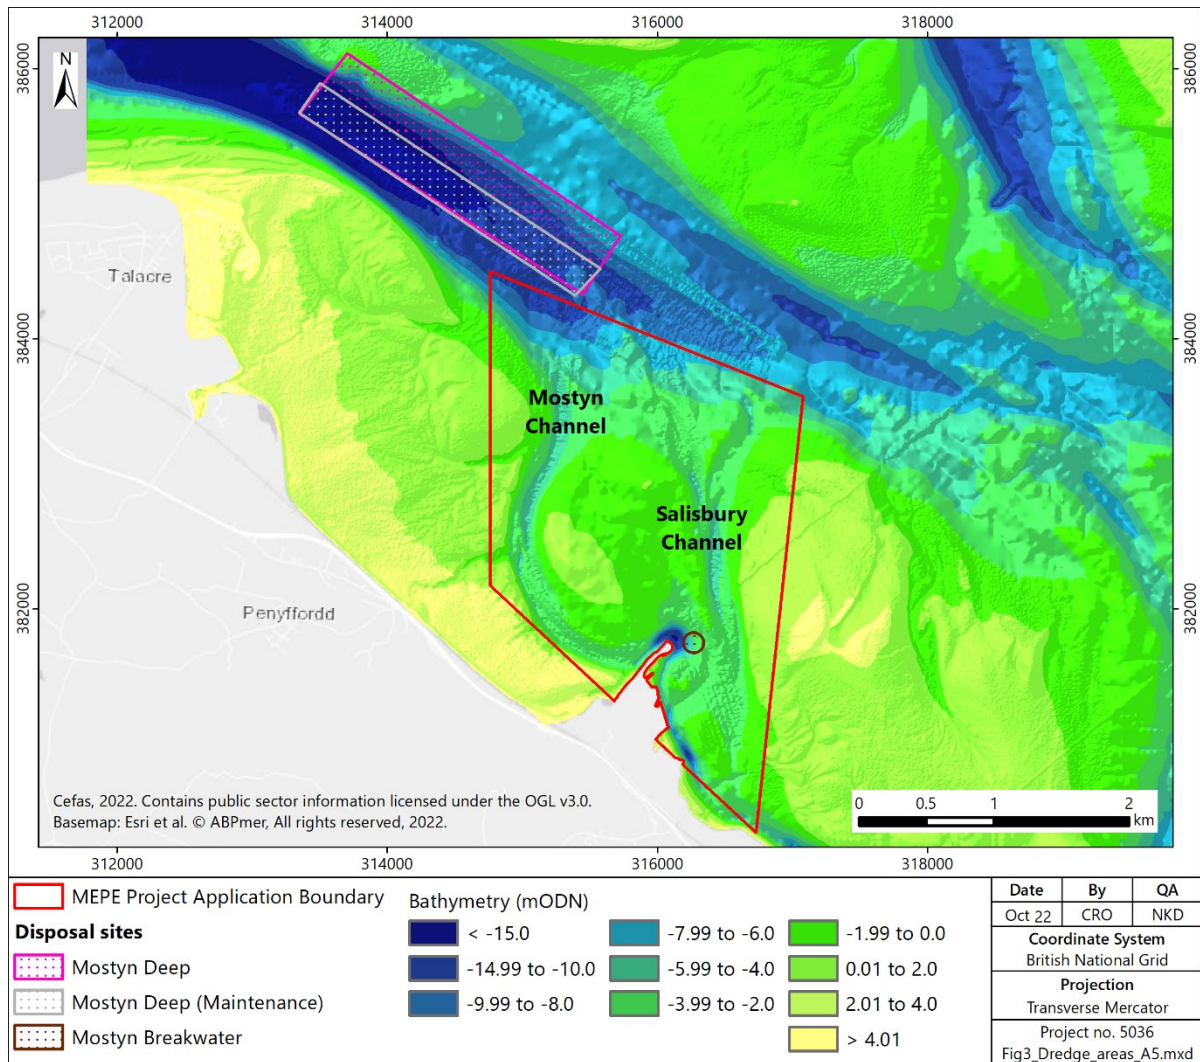 312000 314000 316000 318000
386000 386000
N
Talacre
384000 384000
Mostyn
Channel
Salisbury
Channel
382000 382000
Penyffordd
Cefas, 2022. Contains public sector information licensed under the OGL v3.0.
Basemap: Esri et al. © ABPmer, All rights reserved, 2022.
0 0.5 1 2
km
312000 314000 316000 318000
MEPE Project Application Boundary
Disposal sites
Mostyn Deep
Mostyn Deep (Maintenance)
Mostyn Breakwater
Bathymetry (mODN)
< -15.0
-14.99 to -10.0
-9.99 to -8.0
-7.99 to -6.0
-5.99 to -4.0
-3.99 to -2.0
-1.99 to 0.0
0.01 to 2.0
2.01 to 4.0
> 4.01
Date By QA
Oct 22 CRO NKD
Coordinate System
British National Grid
Projection
Transverse Mercator
Project no. 5036
Fig3_Dredge_areas_A5.mxd